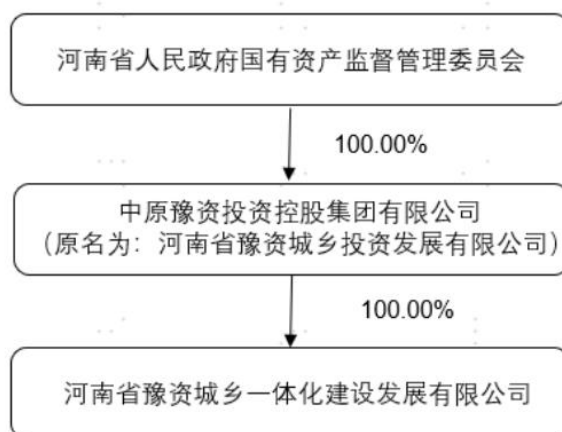 河南省人民政府国有资产监督管理委员会
100.00%
中原豫资投资控股集团有限公司
（原名为：河南省豫资城乡投资发展有限公司）
100.00%
河南省豫资城乡一体化建设发展有限公司